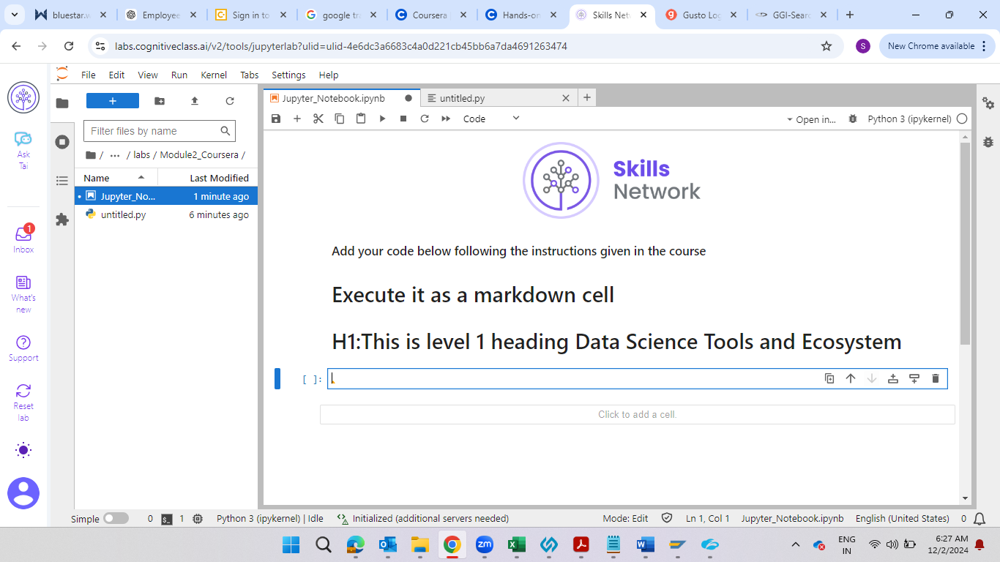 bluestar.w
Employee
Sign in to
google tra
Coursera
Hands-on
Skills Net
Gusto Log
GGI-Sear
labs.cognitiveclass.ai/v2/tools/jupyterlab?ulid=ulid-4e6dc3a6683c4a0d221cb45bb6a7da4691263474
S
New Chrome available
File Edit View Run Kernel Tabs Settings Help
Ask
Tai
1
Inbox
What's
new
Support
Reset
lab
Filter files by name
/ ... / labs / Module2_Coursera /
Name Last Modified
Jupyter_No... 1 minute ago
untitled.py 6 minutes ago
Jupyter_Notebook.ipynb
untitled.py
Code
Open in...
Python 3 (ipykernel)
Skills
Network
Add your code below following the instructions given in the course
Execute it as a markdown cell
H1:This is level 1 heading Data Science Tools and Ecosystem
[ ]:
Click to add a cell.
Simple 0 1 Python 3 (ipykernel) | Idle Initialized (additional servers needed) Mode: Edit Ln 1, Col 1 Jupyter_Notebook.ipynb English (United States) 0
zm
ENG
IN
6:27 AM
12/2/2024